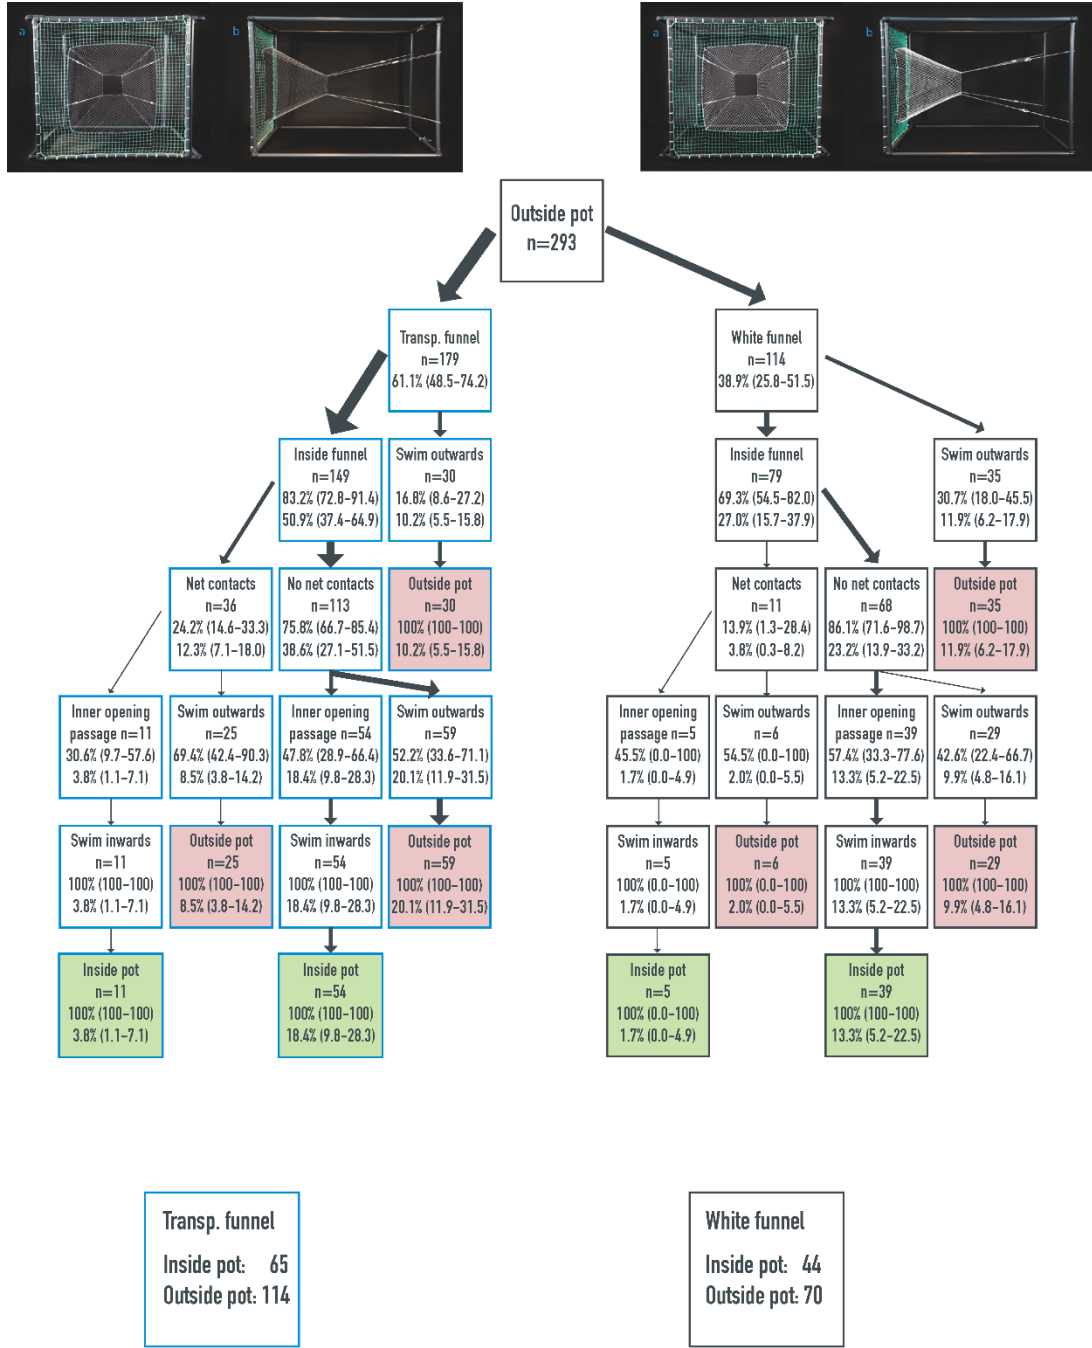 a
b
a
b
Outside pot
n=293
Transp. funnel
n=179
61.1% (48.5–74.2)
White funnel
n=114
38.9% (25.8–51.5)
Inside funnel
n=149
83.2% (72.8–91.4)
50.9% (37.4–64.9)
Swim outwards
n=30
16.8% (8.6–27.2)
10.2% (5.5–15.8)
Inside funnel
n=79
69.3% (54.5–82.0)
27.0% (15.7–37.9)
Swim outwards
n=35
30.7% (18.0–45.5)
11.9% (6.2–17.9)
Net contacts
n=36
24.2% (14.6–33.3)
12.3% (7.1–18.0)
No net contacts
n=113
75.8% (66.7–85.4)
38.6% (27.1–51.5)
Outside pot
n=30
100% (100–100)
10.2% (5.5–15.8)
Net contacts
n=11
13.9% (1.3–28.4)
3.8% (0.3–8.2)
No net contacts
n=68
86.1% (71.6–98.7)
23.2% (13.9–33.2)
Outside pot
n=35
100% (100–100)
11.9% (6.2–17.9)
Inner opening
passage n=11
30.6% (9.7–57.6)
3.8% (1.1–7.1)
Swim outwards
n=25
69.4% (42.4–90.3)
8.5% (3.8–14.2)
Inner opening
passage n=54
47.8% (28.9–66.4)
18.4% (9.8–28.3)
Swim outwards
n=59
52.2% (33.6–71.1)
20.1% (11.9–31.5)
Inner opening
passage n=5
45.5% (0.0–100)
1.7% (0.0–4.9)
Swim outwards
n=6
54.5% (0.0–100)
2.0% (0.0–5.5)
Inner opening
passage n=39
57.4% (33.3–77.6)
13.3% (5.2–22.5)
Swim outwards
n=29
42.6% (22.4–66.7)
9.9% (4.8–16.1)
Swim inwards
n=11
100% (100–100)
3.8% (1.1–7.1)
Outside pot
n=25
100% (100–100)
8.5% (3.8–14.2)
Swim inwards
n=54
100% (100–100)
18.4% (9.8–28.3)
Outside pot
n=59
100% (100–100)
20.1% (11.9–31.5)
Swim inwards
n=5
100% (0.0–100)
1.7% (0.0–4.9)
Outside pot
n=6
100% (0.0–100)
2.0% (0.0–5.5)
Swim inwards
n=39
100% (100–100)
13.3% (5.2–22.5)
Outside pot
n=29
100% (100–100)
9.9% (4.8–16.1)
Inside pot
n=11
100% (100–100)
3.8% (1.1–7.1)
Inside pot
n=54
100% (100–100)
18.4% (9.8–28.3)
Inside pot
n=5
100% (0.0–100)
1.7% (0.0–4.9)
Inside pot
n=39
100% (100–100)
13.3% (5.2–22.5)
Transp. funnel
Inside pot: 65
Outside pot: 114
White funnel
Inside pot: 44
Outside pot: 70